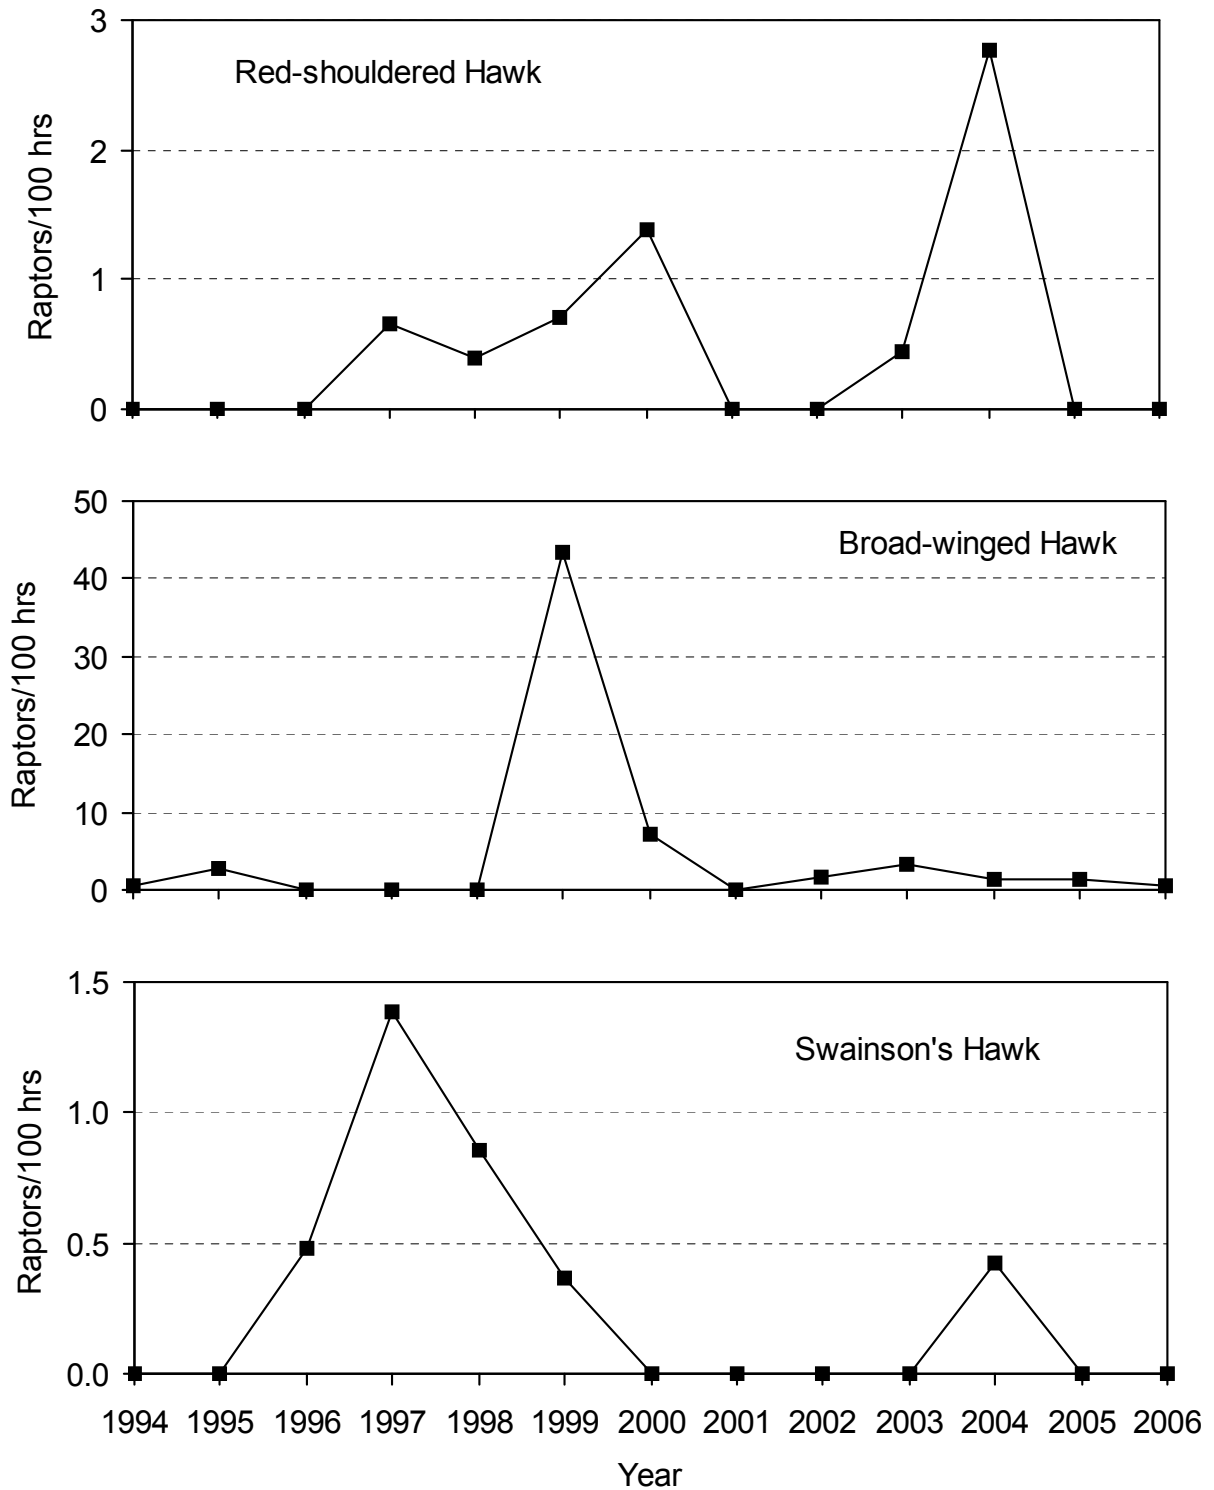 3
Red-shouldered Hawk
2
Raptors/100 hrs
1
0
50
Broad-winged Hawk
40
30
Raptors/100 hrs
20
10
0
1.5
Swainson's Hawk
1.0
Raptors/100 hrs
0.5
0.0
1994 1995 1996 1997 1998 1999 2000 2001 2002 2003 2004 2005 2006
Year